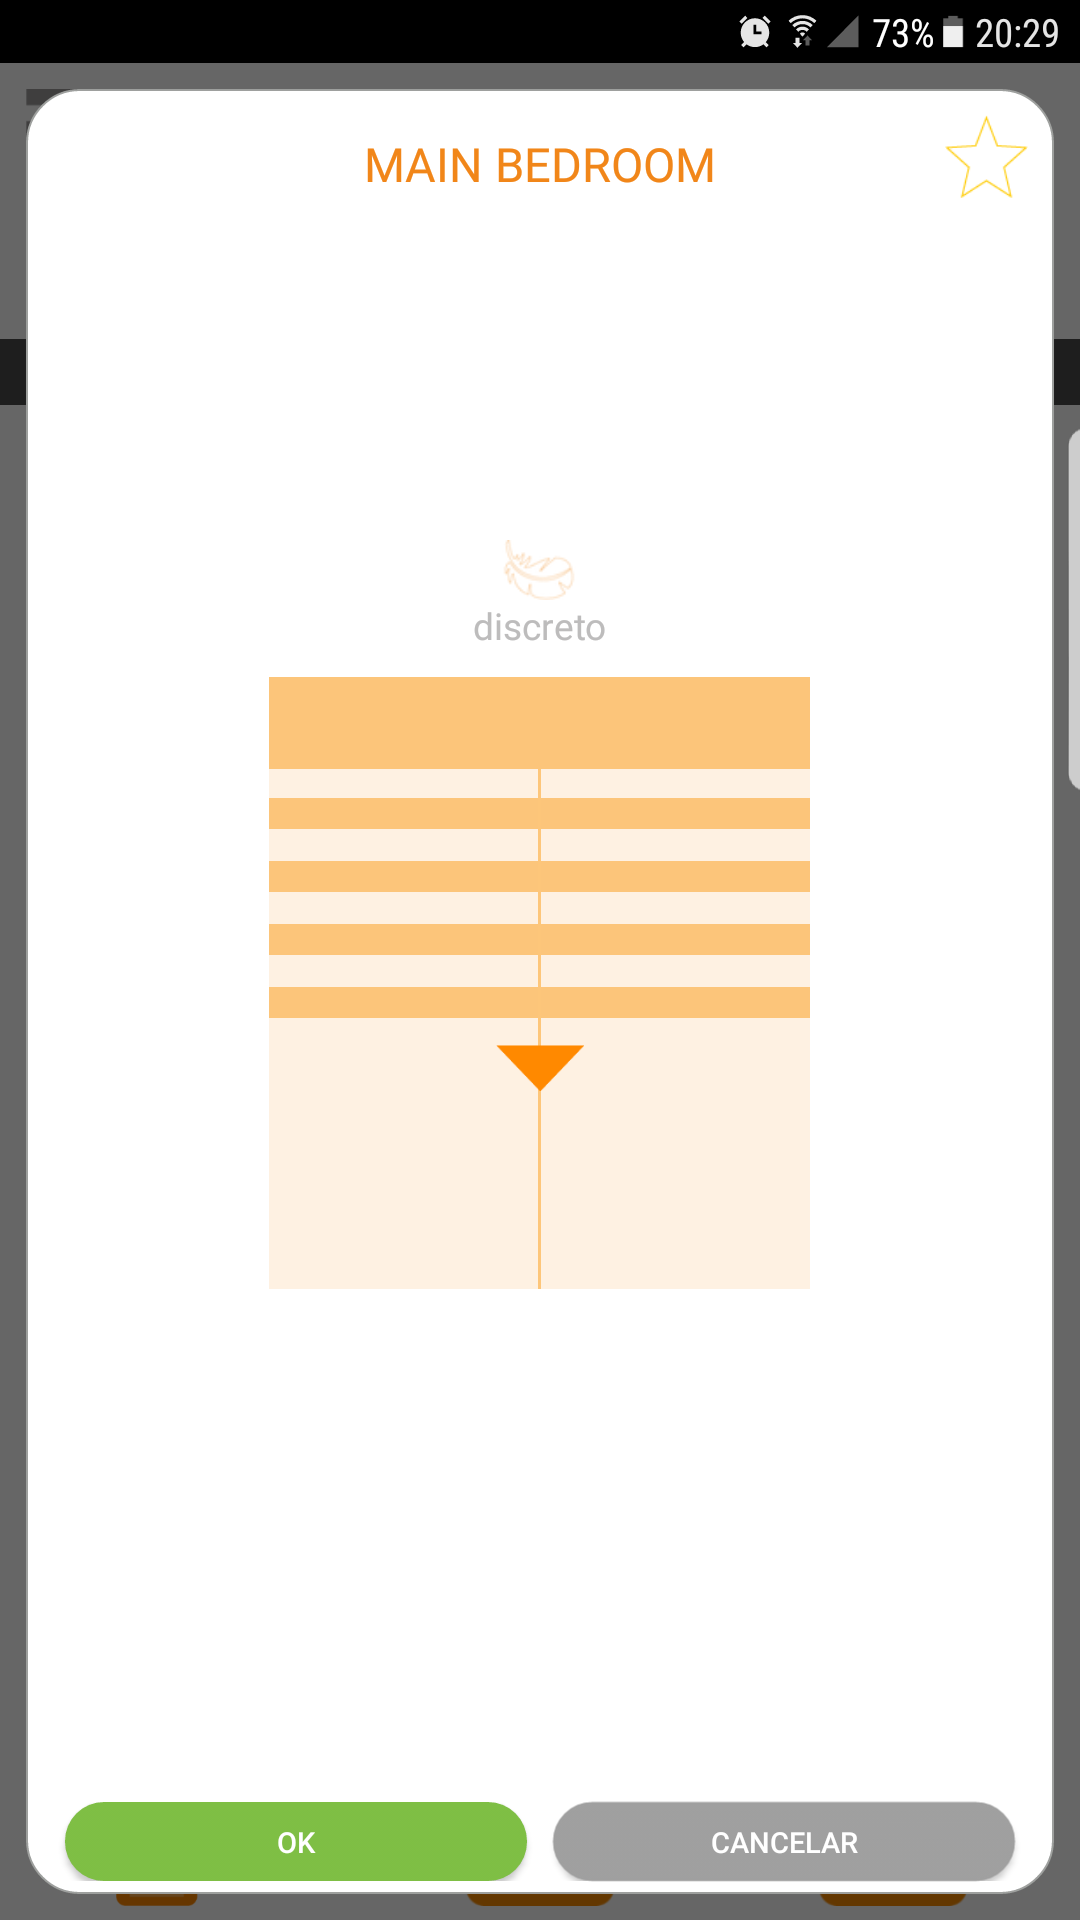 73% 20:29
MAIN BEDROOM
discreto
OK CANCELAR